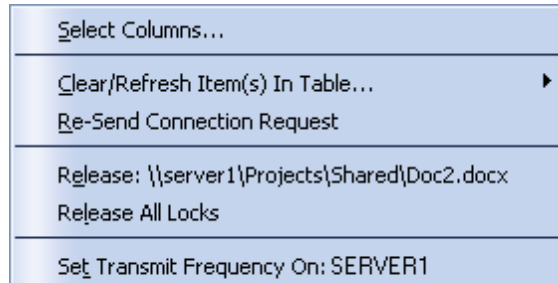 Select Columns...
Clear/Refresh Item(s) In Table...
Re-Send Connection Request
Release: \\server1\Projects\Shared\Doc2.docx
Release All Locks
Set Transmit Frequency On: SERVER1